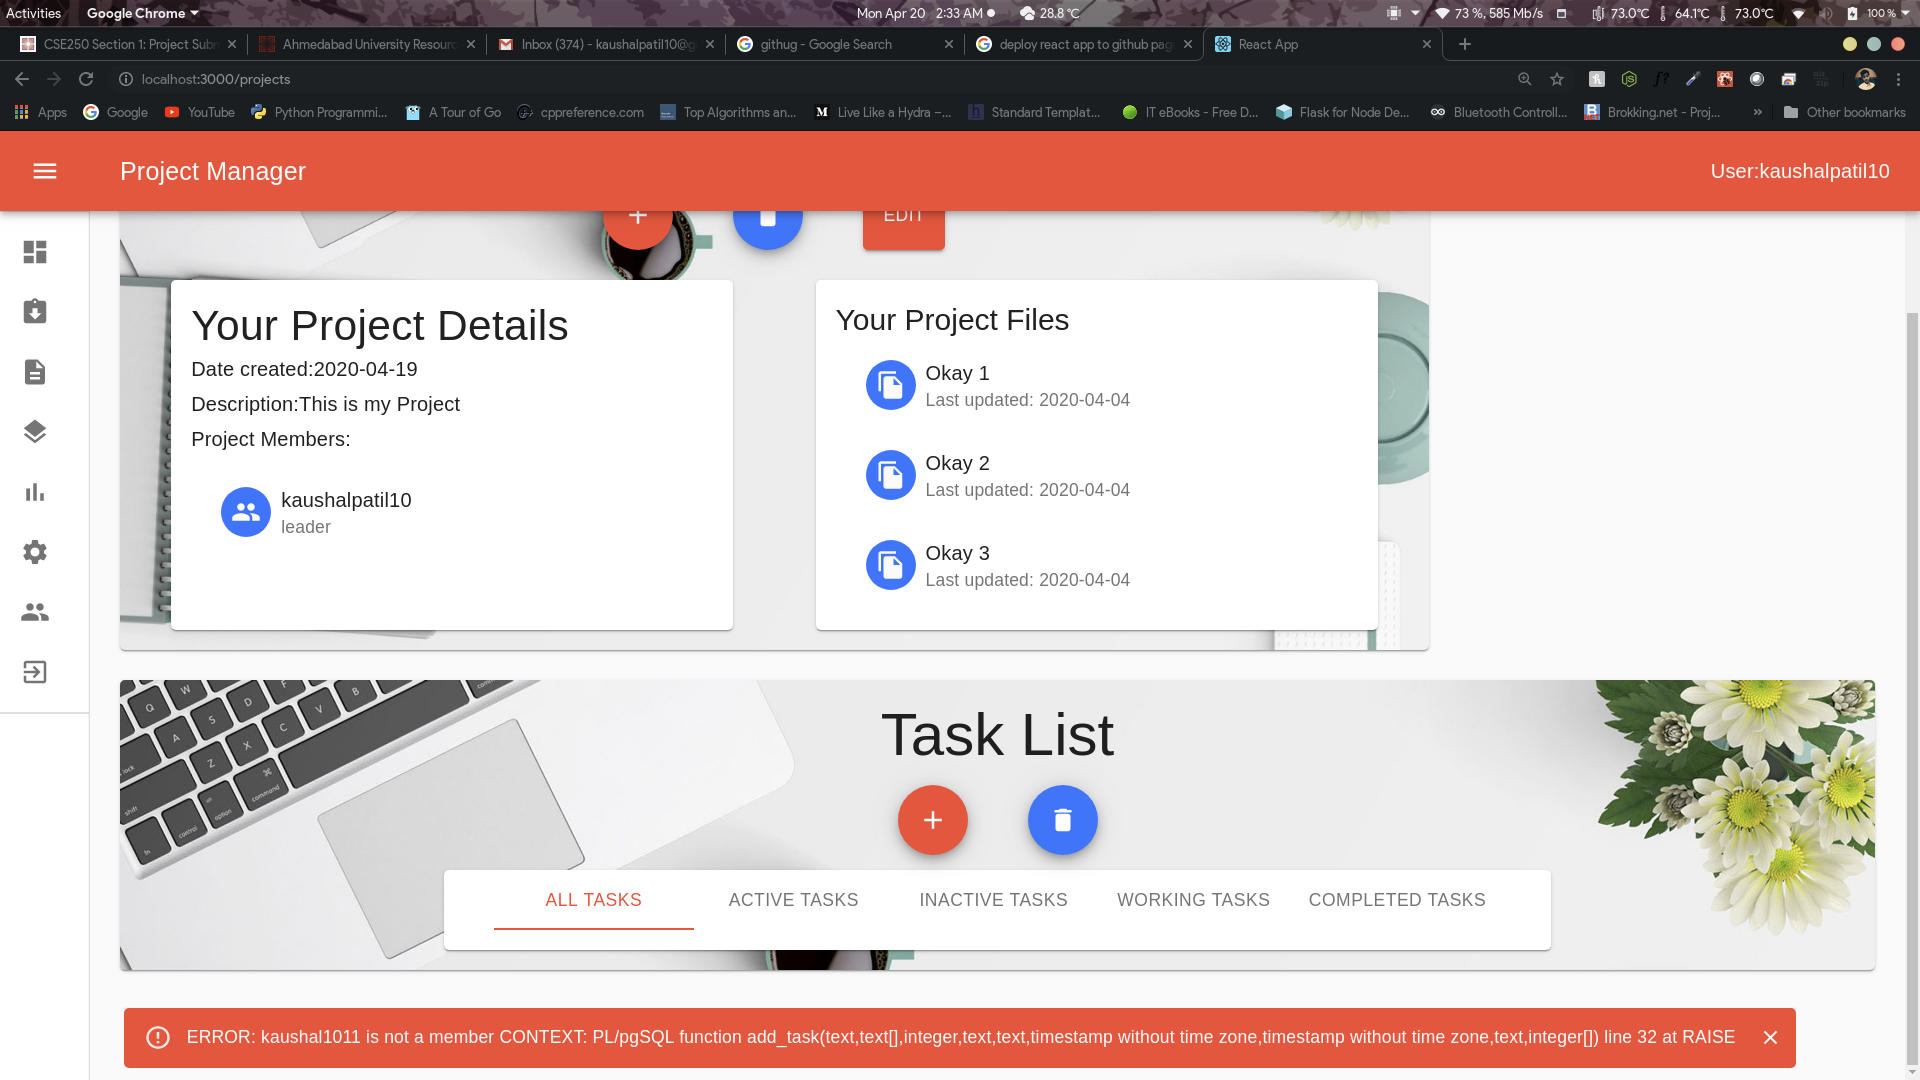 Activities Google Chrome Mon Apr 20 2:33 AM 28.8 °C 73 %, 585 Mb/s 73.0°C 64.1°C 73.0°C 100 %
CSE250 Section 1: Project Sub Ahmedabad University Resour Inbox (374) - kaushalpatil10@g githug - Google Search deploy react app to github pag React App
localhost:3000/projects
Apps Google YouTube Python Programmi... A Tour of Go cppreference.com Top Algorithms an... Live Like a Hydra –... Standard Templat... IT eBooks - Free D... Flask for Node De... Bluetooth Controll... Brokking.net - Proj... » Other bookmarks
Project Manager User:kaushalpatil10
EDIT
Your Project Details
Date created:2020-04-19
Description:This is my Project
Project Members:
kaushalpatil10
leader
Your Project Files
Okay 1
Last updated: 2020-04-04
Okay 2
Last updated: 2020-04-04
Okay 3
Last updated: 2020-04-04
Task List
ALL TASKS ACTIVE TASKS INACTIVE TASKS WORKING TASKS COMPLETED TASKS
ERROR: kaushal1011 is not a member CONTEXT: PL/pgSQL function add_task(text,text[],integer,text,text,timestamp without time zone,timestamp without time zone,text,integer[]) line 32 at RAISE